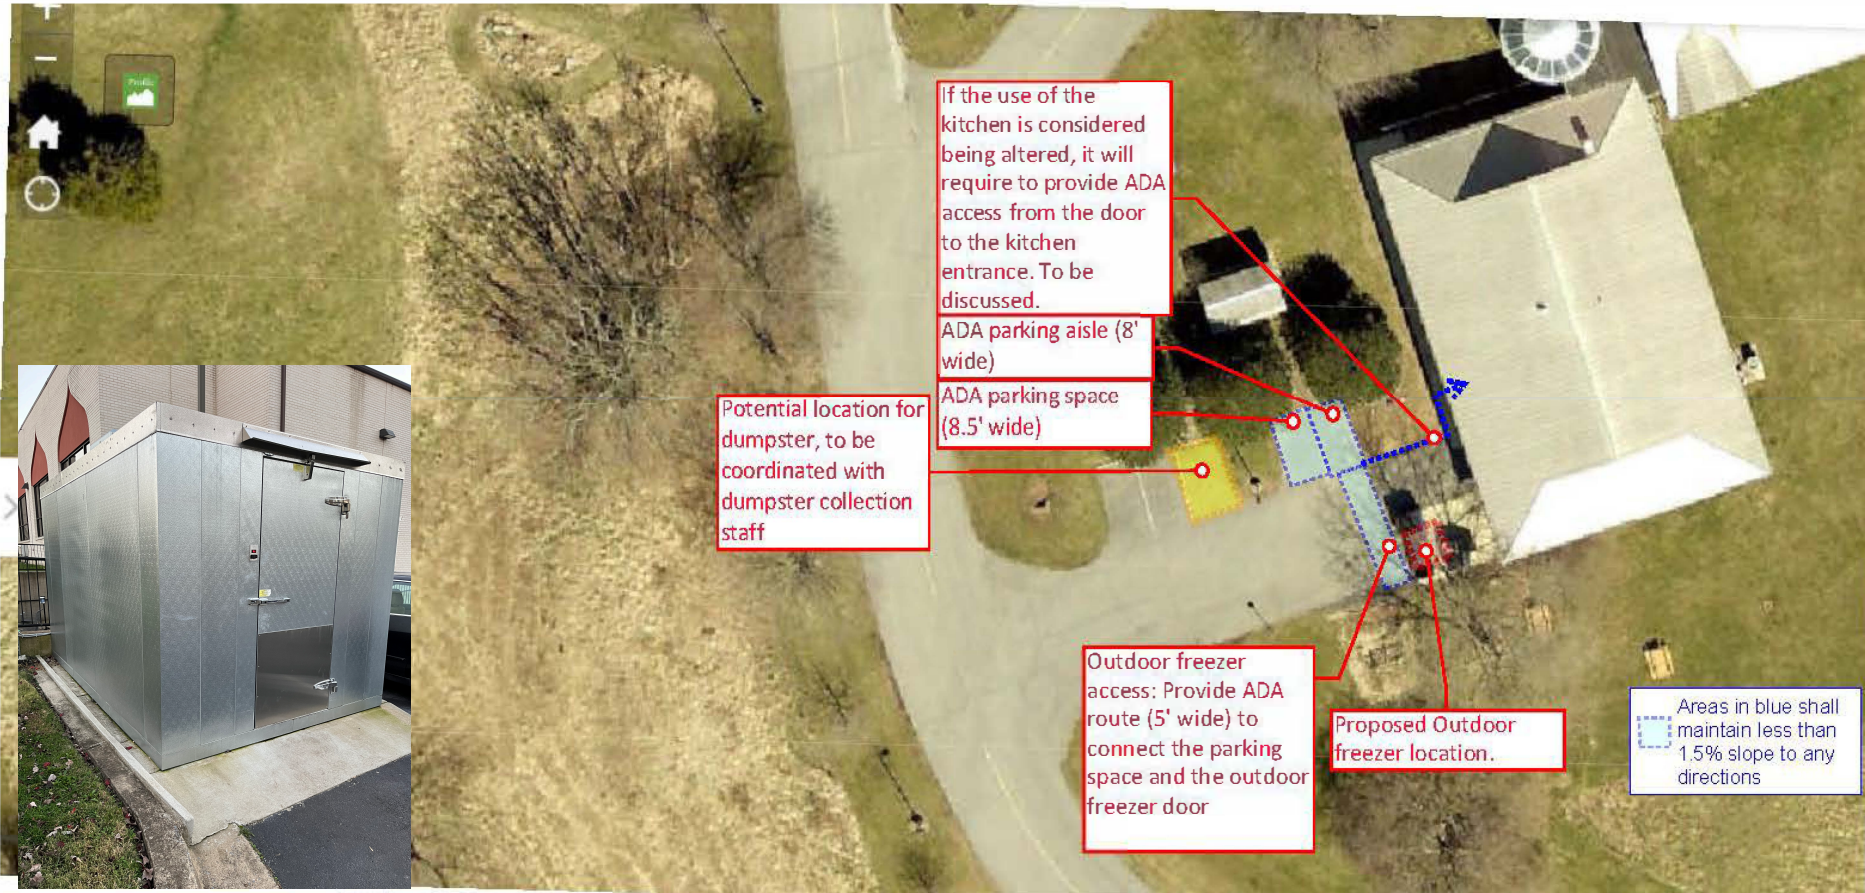 Profile
If the use of the
kitchen is considered
being altered, it will
require to provide ADA
access from the door
to the kitchen
entrance. To be
discussed.
ADA parking aisle (8'
wide)
ADA parking space
(8.5' wide)
Potential location for
dumpster, to be
coordinated with
dumpster collection
staff
Outdoor freezer
access: Provide ADA
route (5' wide) to
connect the parking
space and the outdoor
freezer door
Proposed Outdoor
freezer location.
Areas in blue shall
maintain less than
1.5% slope to any
directions